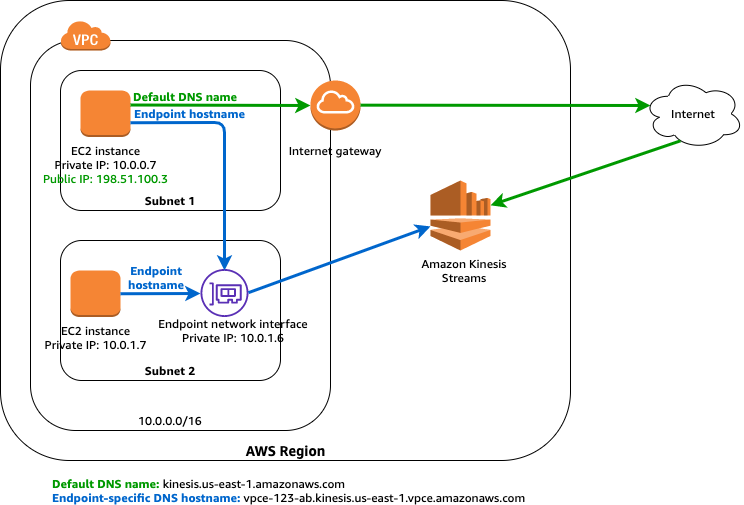 VPC
Default DNS name
Endpoint hostname
EC2 instance
Private IP: 10.0.0.7
Public IP: 198.51.100.3
Subnet 1
Internet gateway
Internet
Amazon Kinesis
Streams
Endpoint
hostname
EC2 instance
Private IP: 10.0.1.7
Endpoint network interface
Private IP: 10.0.1.6
Subnet 2
10.0.0.0/16
AWS Region
Default DNS name: kinesis.us-east-1.amazonaws.com
Endpoint-specific DNS hostname: vpce-123-ab.kinesis.us-east-1.vpce.amazonaws.com